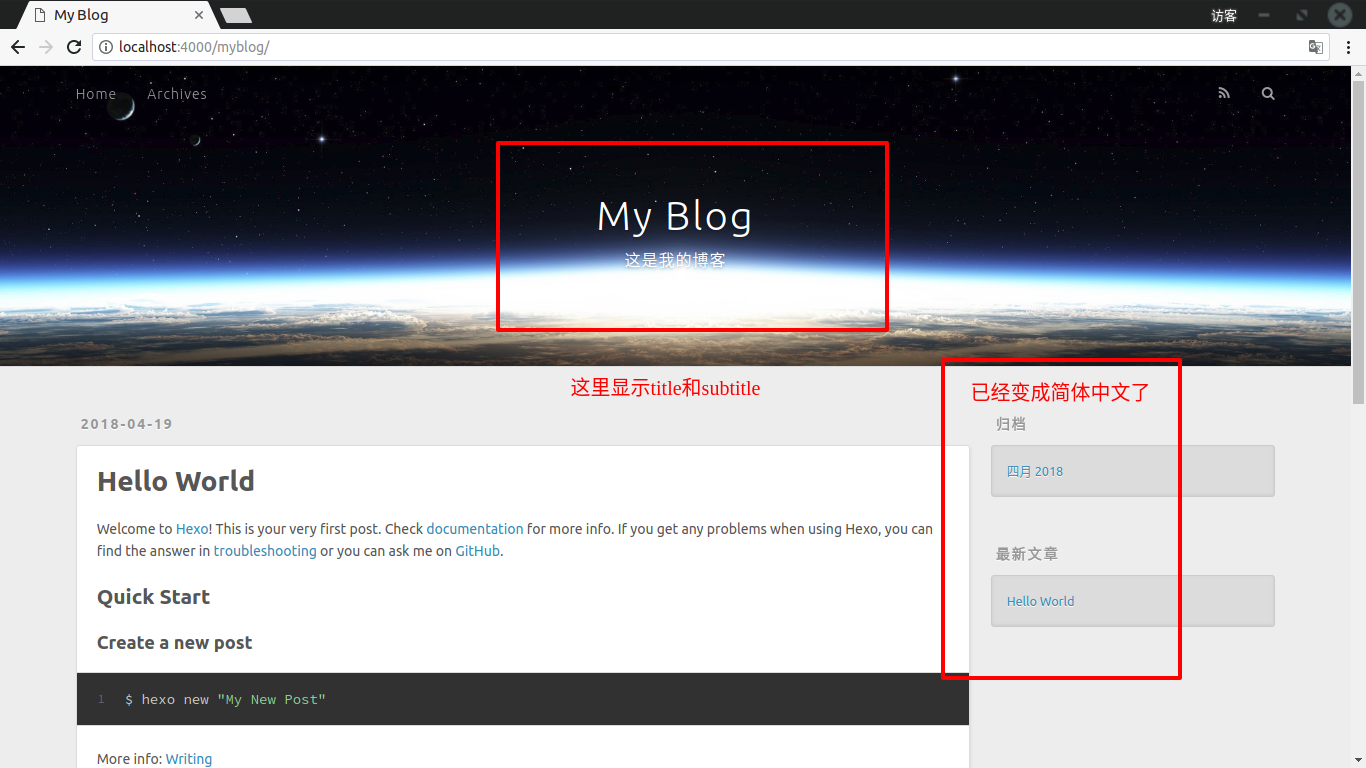 My Blog
访客
localhost:4000/myblog/
Home Archives
My Blog
这是我的博客
这里显示title和subtitle
已经变成简体中文了
2018-04-19
归档
Hello World
四月 2018
Welcome to Hexo! This is your very first post. Check documentation for more info. If you get any problems when using Hexo, you can
find the answer in troubleshooting or you can ask me on GitHub.
最新文章
Hello World
Quick Start
Create a new post
1 $ hexo new "My New Post"
More info: Writing